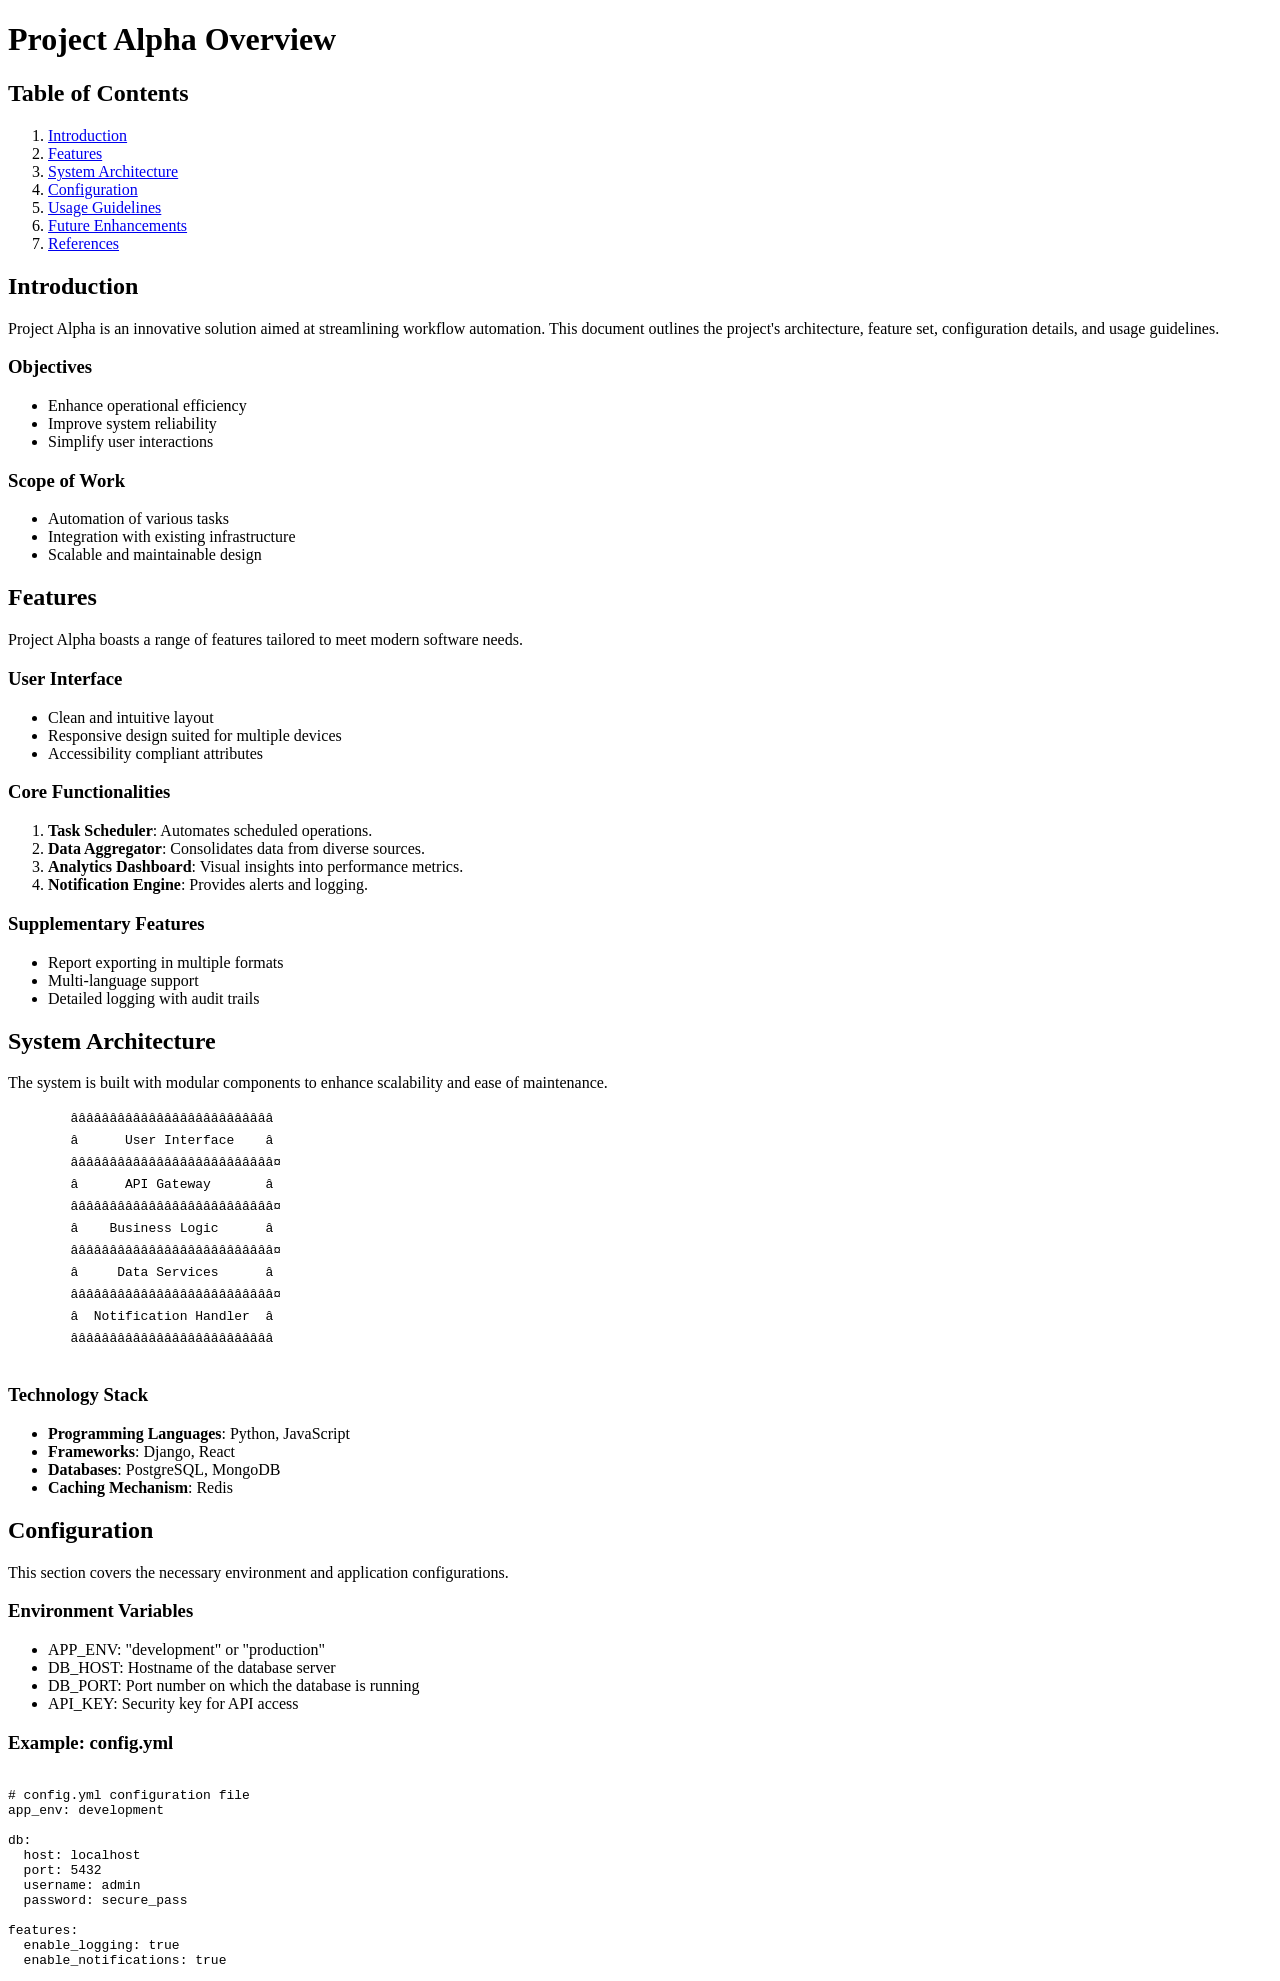 Project Alpha Overview
Table of Contents
1. Introduction
2. Features
3. System Architecture
4. Configuration
5. Usage Guidelines
6. Future Enhancements
7. References
Introduction
Project Alpha is an innovative solution aimed at streamlining workflow automation. This document outlines the project's architecture, feature set, configuration details, and usage guidelines.
Objectives
• Enhance operational efficiency
• Improve system reliability
• Simplify user interactions
Scope of Work
• Automation of various tasks
• Integration with existing infrastructure
• Scalable and maintainable design
Features
Project Alpha boasts a range of features tailored to meet modern software needs.
User Interface
• Clean and intuitive layout
• Responsive design suited for multiple devices
• Accessibility compliant attributes
Core Functionalities
1. Task Scheduler: Automates scheduled operations.
2. Data Aggregator: Consolidates data from diverse sources.
3. Analytics Dashboard: Visual insights into performance metrics.
4. Notification Engine: Provides alerts and logging.
Supplementary Features
• Report exporting in multiple formats
• Multi-language support
• Detailed logging with audit trails
System Architecture
The system is built with modular components to enhance scalability and ease of maintenance.
ââââââââââââââââââââââââââ
â      User Interface    â
ââââââââââââââââââââââââââ¤
â      API Gateway       â
ââââââââââââââââââââââââââ¤
â    Business Logic      â
ââââââââââââââââââââââââââ¤
â     Data Services      â
ââââââââââââââââââââââââââ¤
â  Notification Handler  â
ââââââââââââââââââââââââââ
Technology Stack
• Programming Languages: Python, JavaScript
• Frameworks: Django, React
• Databases: PostgreSQL, MongoDB
• Caching Mechanism: Redis
Configuration
This section covers the necessary environment and application configurations.
Environment Variables
• APP_ENV: "development" or "production"
• DB_HOST: Hostname of the database server
• DB_PORT: Port number on which the database is running
• API_KEY: Security key for API access
Example: config.yml
# config.yml configuration file
app_env: development
db:
  host: localhost
  port: 5432
  username: admin
  password: secure_pass
features:
  enable_logging: true
  enable_notifications: true